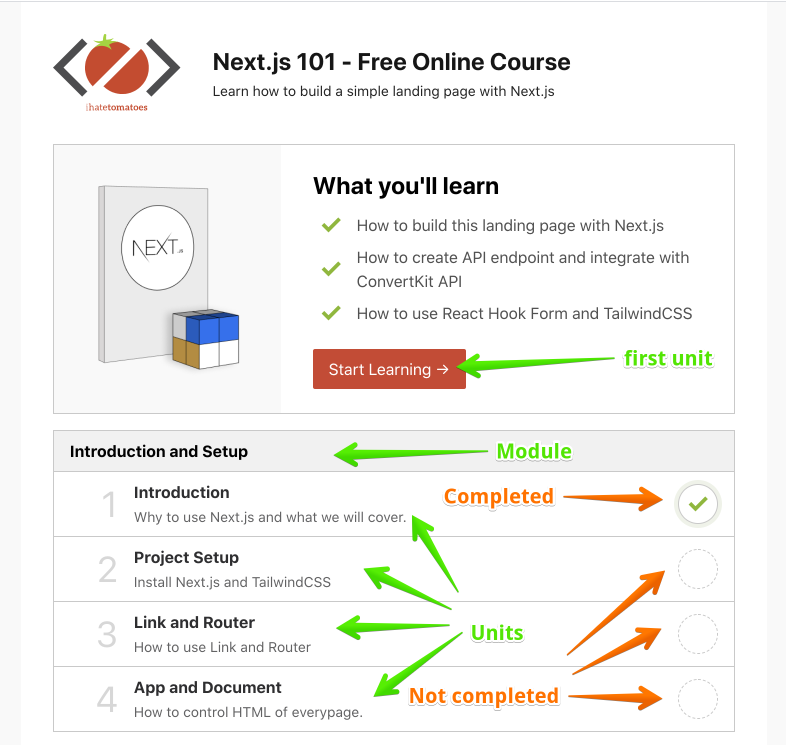 Next.js 101 - Free Online Course
Learn how to build a simple landing page with Next.js
ihatetomatoes
What you'll learn
How to build this landing page with Next.js
How to create API endpoint and integrate with
ConvertKit API
How to use React Hook Form and TailwindCSS
NEXT.JS
Start Learning →
first unit
Introduction and Setup
Module
1
Introduction
Why to use Next.js and what we will cover.
Completed
2
Project Setup
Install Next.js and TailwindCSS
3
Link and Router
How to use Link and Router
Units
4
App and Document
How to control HTML of everypage.
Not completed